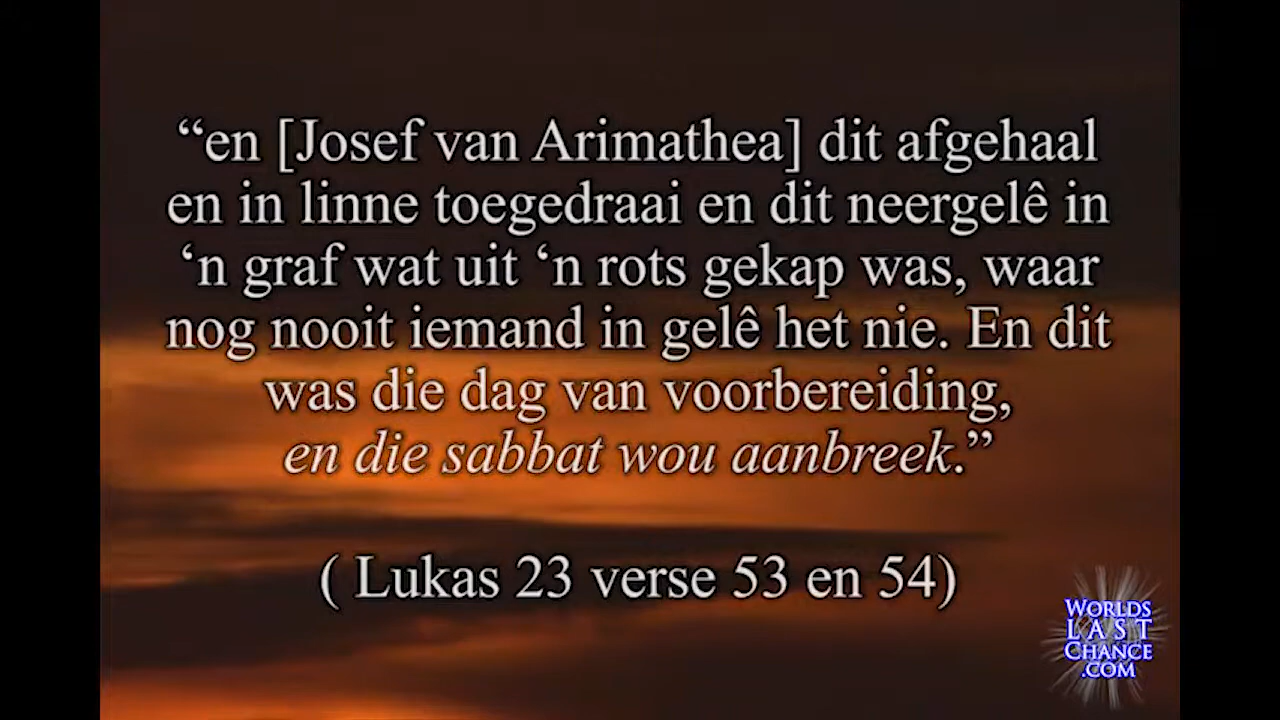 “en [Josef van Arimathea] dit afgehaal
en in linne toegedraai en dit neergelê in
‘n graf wat uit ‘n rots gekap was, waar
nog nooit iemand in gelê het nie. En dit
was die dag van voorbereiding,
en die sabbat wou aanbreek.”
( Lukas 23 verse 53 en 54)
WORLDS
LAST
CHANCE
.COM